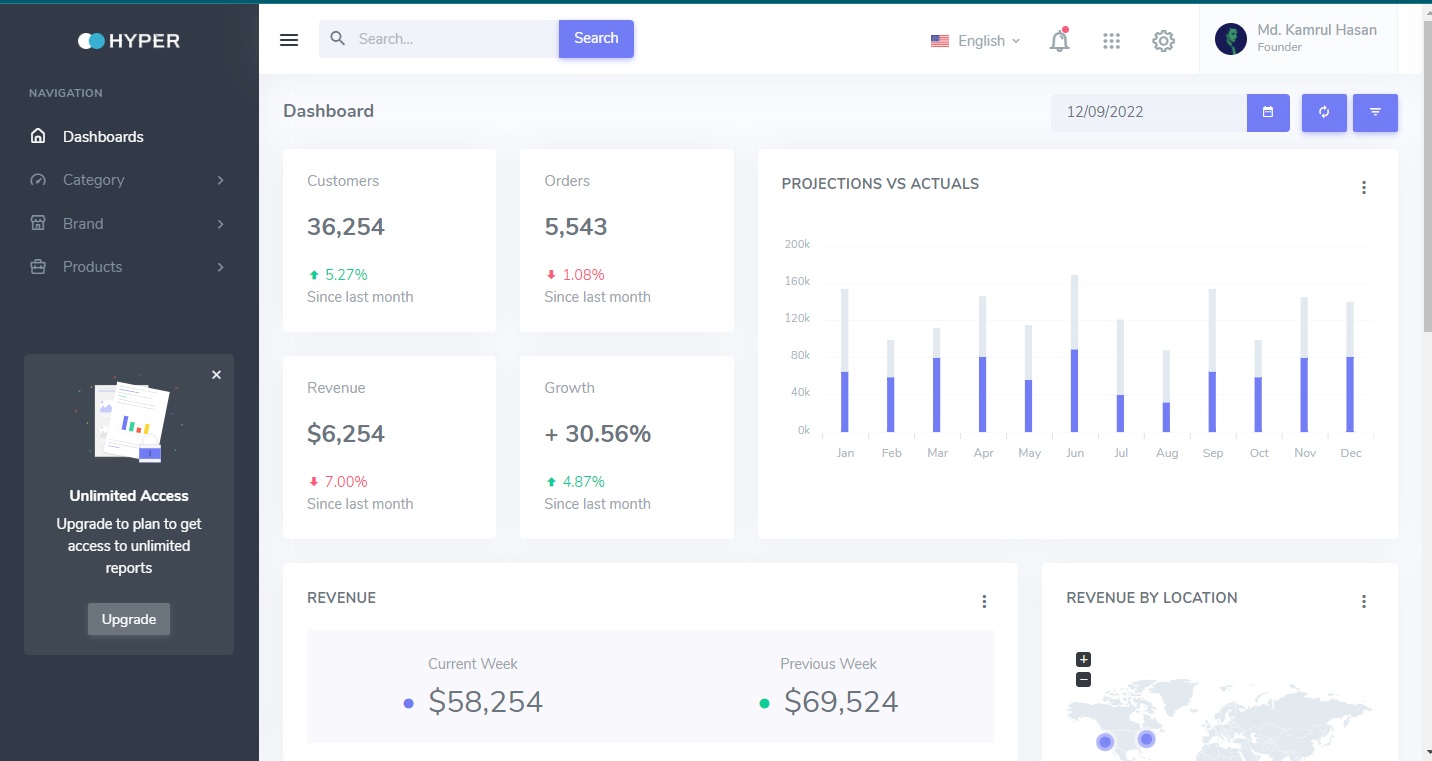 HYPER
NAVIGATION
Dashboards
Category
Brand
Products
Unlimited Access
Upgrade to plan to get
access to unlimited
reports
Upgrade
Search...
Search
English
Md. Kamrul Hasan
Founder
Dashboard
12/09/2022
Customers
36,254
5.27%
Since last month
Orders
5,543
1.08%
Since last month
Revenue
$6,254
7.00%
Since last month
Growth
+ 30.56%
4.87%
Since last month
PROJECTIONS VS ACTUALS
200k
160k
120k
80k
40k
0k
Jan Feb Mar Apr May Jun Jul Aug Sep Oct Nov Dec
REVENUE
Current Week
$58,254
Previous Week
$69,524
REVENUE BY LOCATION
+
−